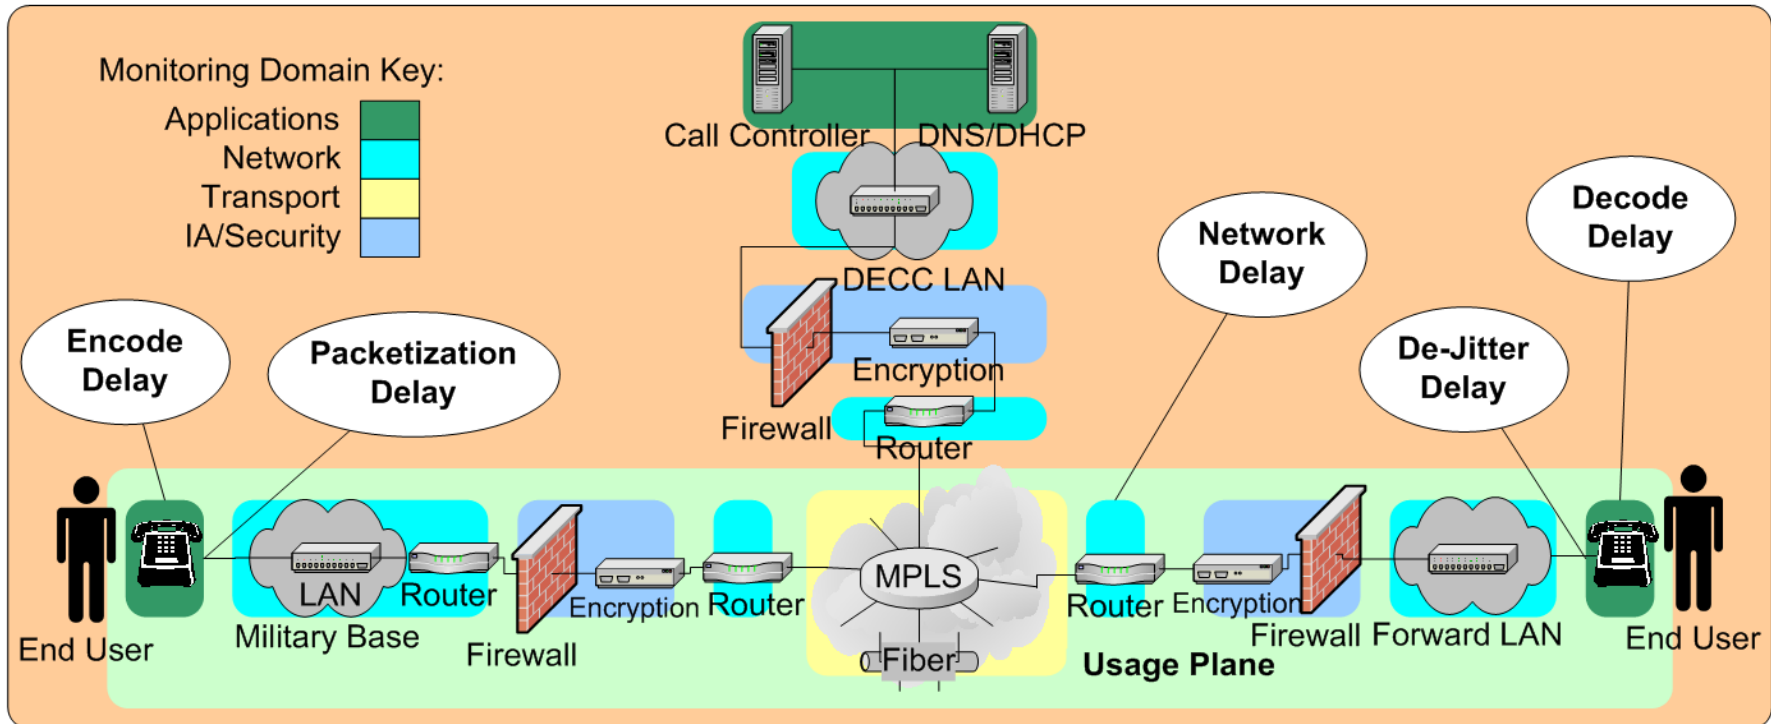 Monitoring Domain Key:
Applications
Network
Transport
IA/Security
Call Controller
DNS/DHCP
DECC LAN
Encryption
Firewall
Router
Encode
Delay
Packetization
Delay
Network
Delay
De-Jitter
Delay
Decode
Delay
End User
LAN
Military Base
Router
Firewall
Encryption
Router
MPLS
Fiber
Router
Encryption
Firewall
Forward LAN
End User
Usage Plane